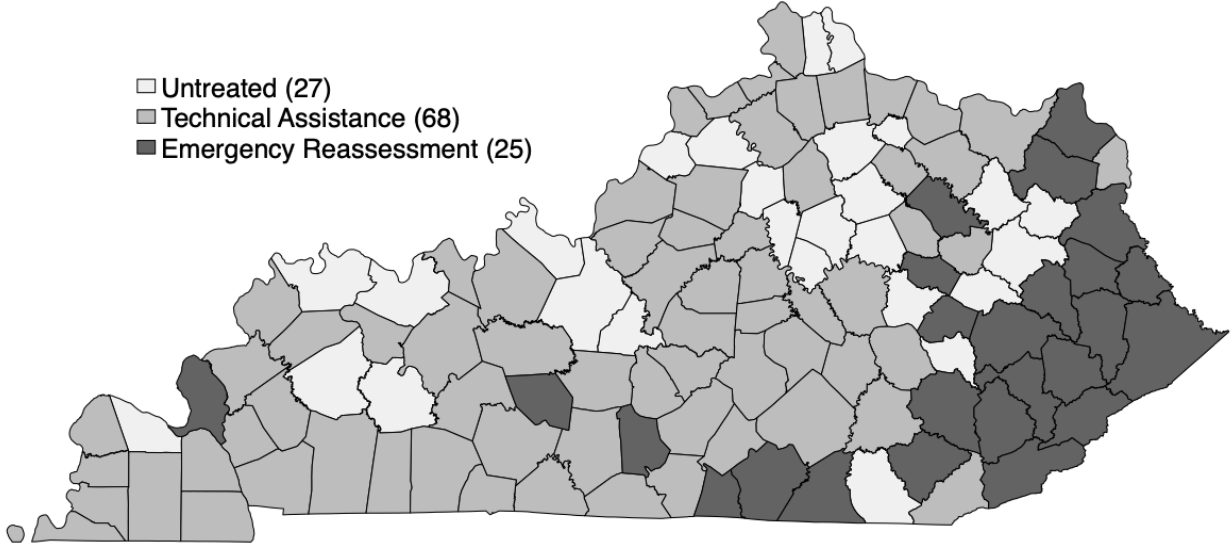 Untreated (27)
Technical Assistance (68)
Emergency Reassessment (25)